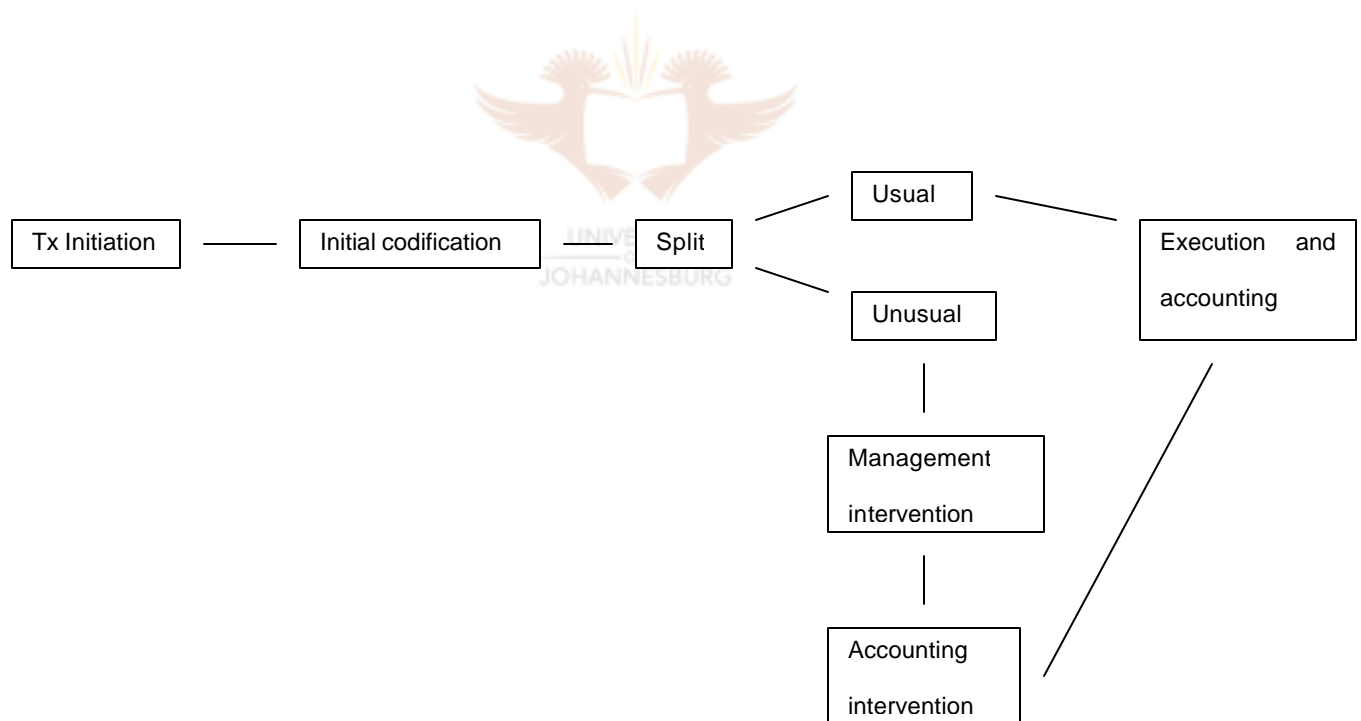 Tx Initiation
Initial codification
Split
Usual
Unusual
Execution and
accounting
Management
intervention
Accounting
intervention
JOHANNESBURG